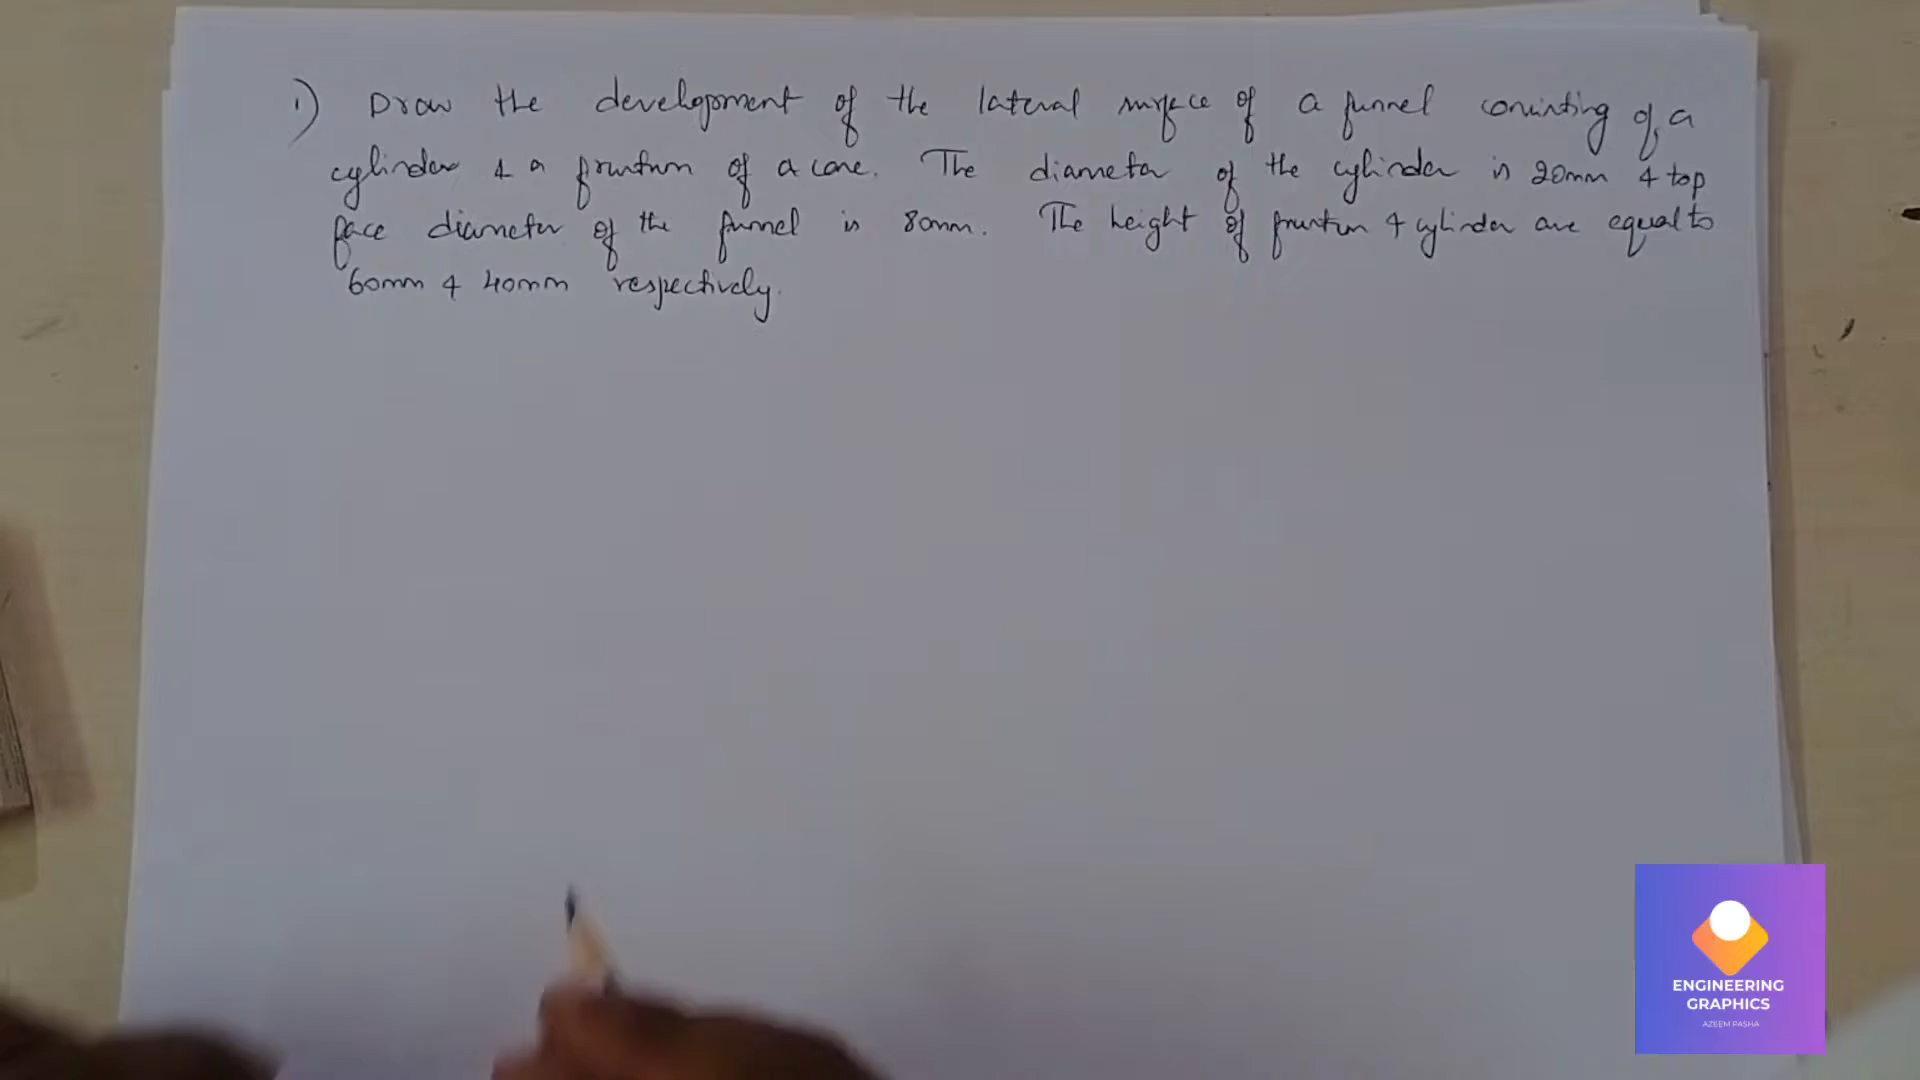 1) Draw the development of the lateral surface of a funnel consisting of a
cylinder & a frustum of a cone. The diameter of the cylinder is 20mm & top
face diameter of the funnel is 80mm. The height of frustum & cylinder are equal to
60mm & 40mm respectively.
ENGINEERING
GRAPHICS
AZEEM PASHA